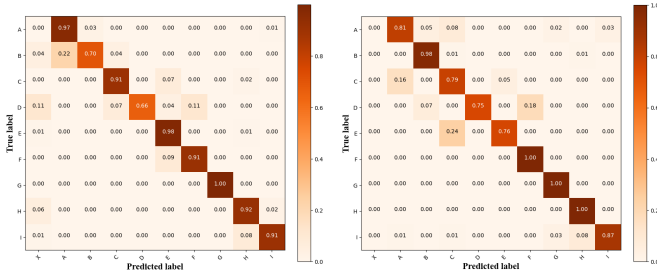 A 0.00 0.97 0.03 0.00 0.00 0.00 0.00 0.00 0.00 0.01
B 0.04 0.22 0.70 0.04 0.00 0.00 0.00 0.00 0.00 0.00
C 0.00 0.00 0.00 0.91 0.00 0.07 0.00 0.00 0.02 0.00
D 0.11 0.00 0.00 0.07 0.66 0.04 0.11 0.00 0.00 0.00
E 0.01 0.00 0.00 0.00 0.00 0.98 0.00 0.00 0.01 0.00
F 0.00 0.00 0.00 0.00 0.00 0.09 0.91 0.00 0.00 0.00
G 0.00 0.00 0.00 0.00 0.00 0.00 0.00 1.00 0.00 0.00
H 0.06 0.00 0.00 0.00 0.00 0.00 0.00 0.00 0.92 0.02
I 0.01 0.00 0.00 0.00 0.00 0.00 0.00 0.00 0.08 0.91
X A B C D E F G H I
True label
Predicted label
0.8
0.6
0.4
0.2
0.0
A 0.00 0.81 0.05 0.08 0.00 0.00 0.00 0.02 0.00 0.03
B 0.00 0.00 0.98 0.01 0.00 0.00 0.00 0.00 0.01 0.00
C 0.00 0.16 0.00 0.79 0.00 0.05 0.00 0.00 0.00 0.00
D 0.00 0.00 0.07 0.01 0.75 0.00 0.18 0.00 0.00 0.00
E 0.00 0.00 0.00 0.24 0.00 0.76 0.00 0.00 0.00 0.00
F 0.00 0.00 0.00 0.00 0.00 0.00 1.00 0.00 0.00 0.00
G 0.00 0.00 0.00 0.00 0.00 0.00 0.00 1.00 0.00 0.00
H 0.00 0.00 0.00 0.00 0.00 0.00 0.00 0.00 1.00 0.00
I 0.00 0.01 0.00 0.01 0.00 0.00 0.00 0.03 0.08 0.87
X A B C D E F G H I
True label
Predicted label
1.0
0.8
0.6
0.4
0.2
0.0